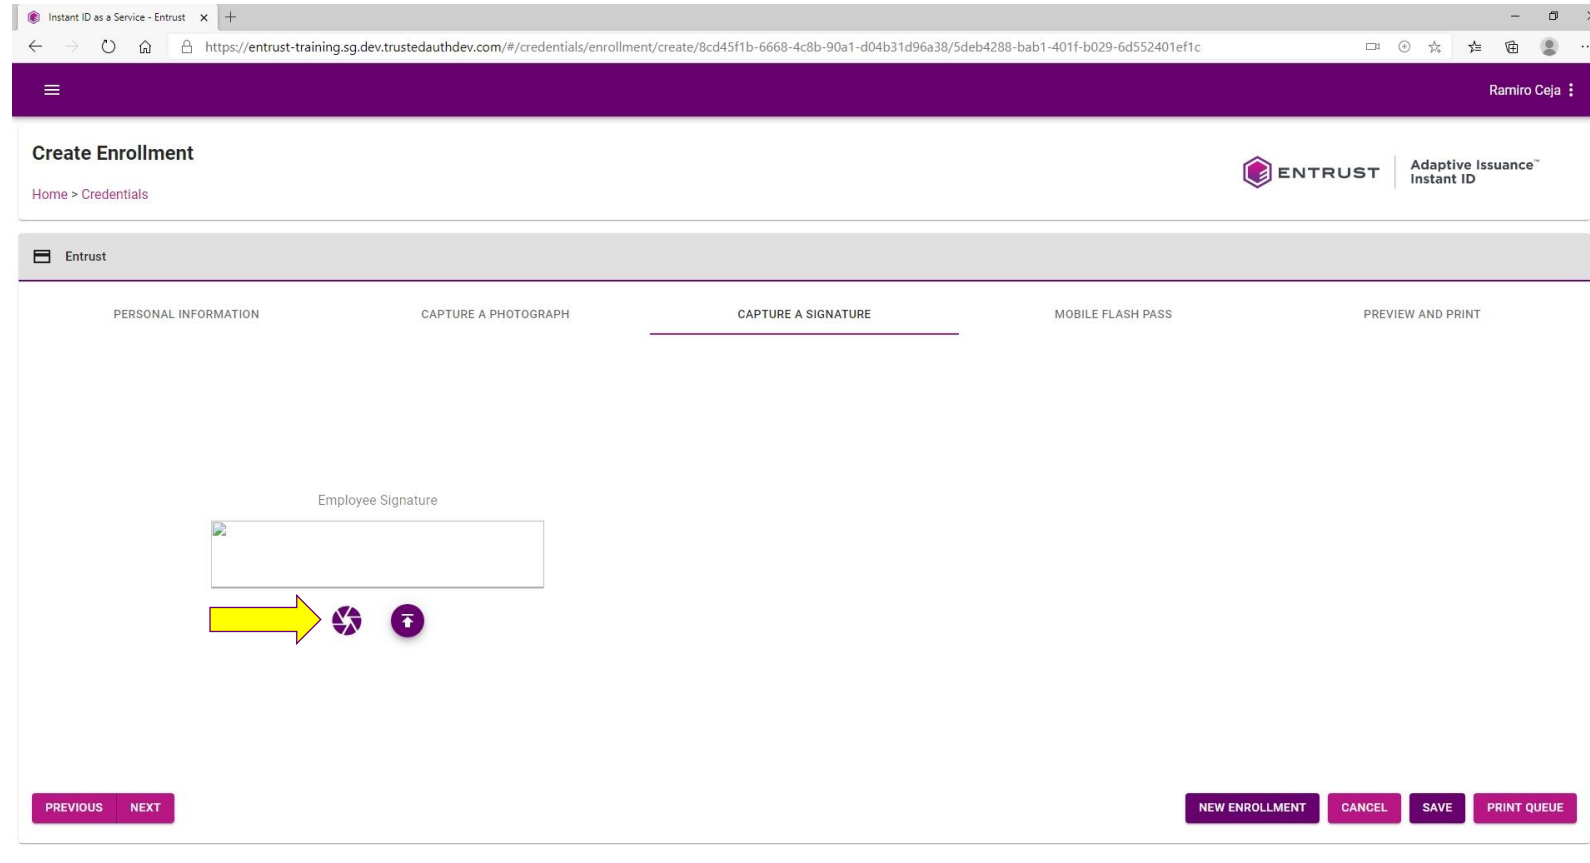 Instant ID as a Service - Entrust
https://entrust-training.sg.dev.trustedauthdev.com/#/credentials/enrollment/create/8cd45f1b-6668-4c8b-90a1-d04b31d96a38/5deb4288-bab1-401f-b029-6d552401ef1c
Ramiro Ceja
Create Enrollment
Home > Credentials
ENTRUST
Adaptive Issuance™
Instant ID
Entrust
PERSONAL INFORMATION
CAPTURE A PHOTOGRAPH
CAPTURE A SIGNATURE
MOBILE FLASH PASS
PREVIEW AND PRINT
Employee Signature
PREVIOUS
NEXT
NEW ENROLLMENT
CANCEL
SAVE
PRINT QUEUE